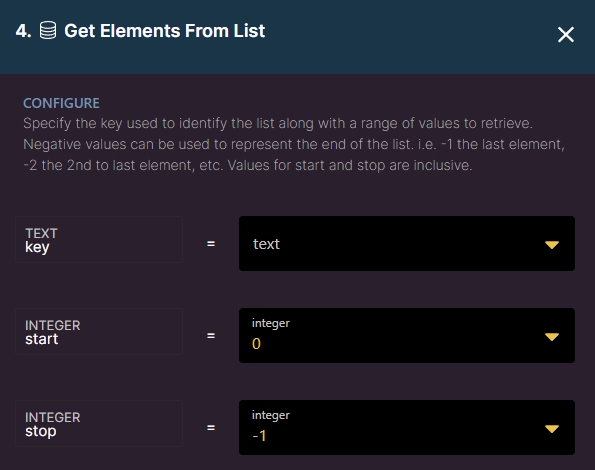 4. Get Elements From List
CONFIGURE
Specify the key used to identify the list along with a range of values to retrieve.
Negative values can be used to represent the end of the list. i.e. -1 the last element,
-2 the 2nd to last element, etc. Values for start and stop are inclusive.
TEXT
key
=
text
INTEGER
start
=
integer
0
INTEGER
stop
=
integer
-1